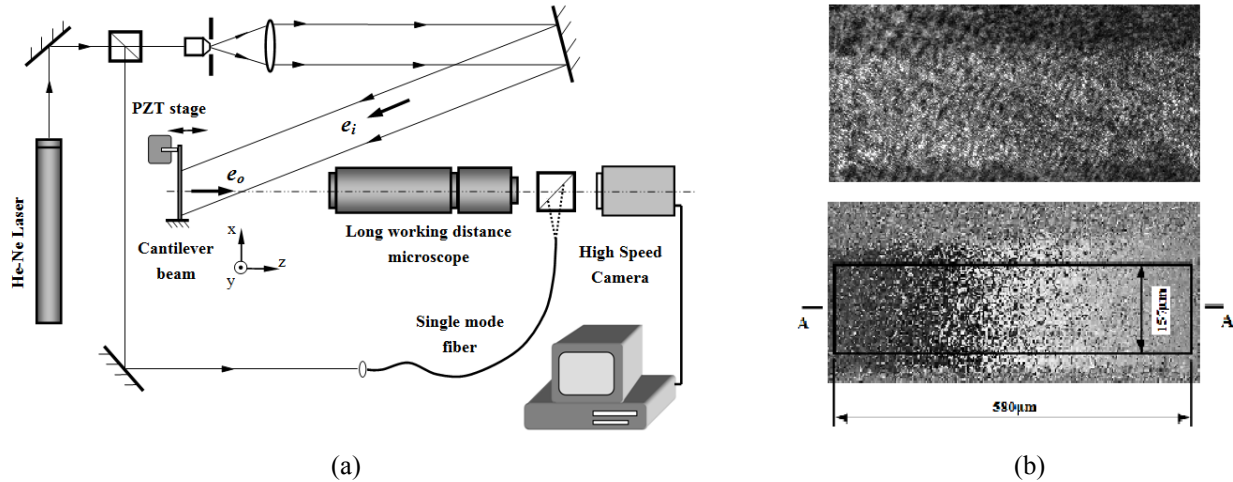 PZT stage
e_i
e_o
He-Ne Laser
Cantilever
beam
x
y
z
Long working distance
microscope
High Speed
Camera
Single mode
fiber
(a)
A
A
157μm
580μm
(b)